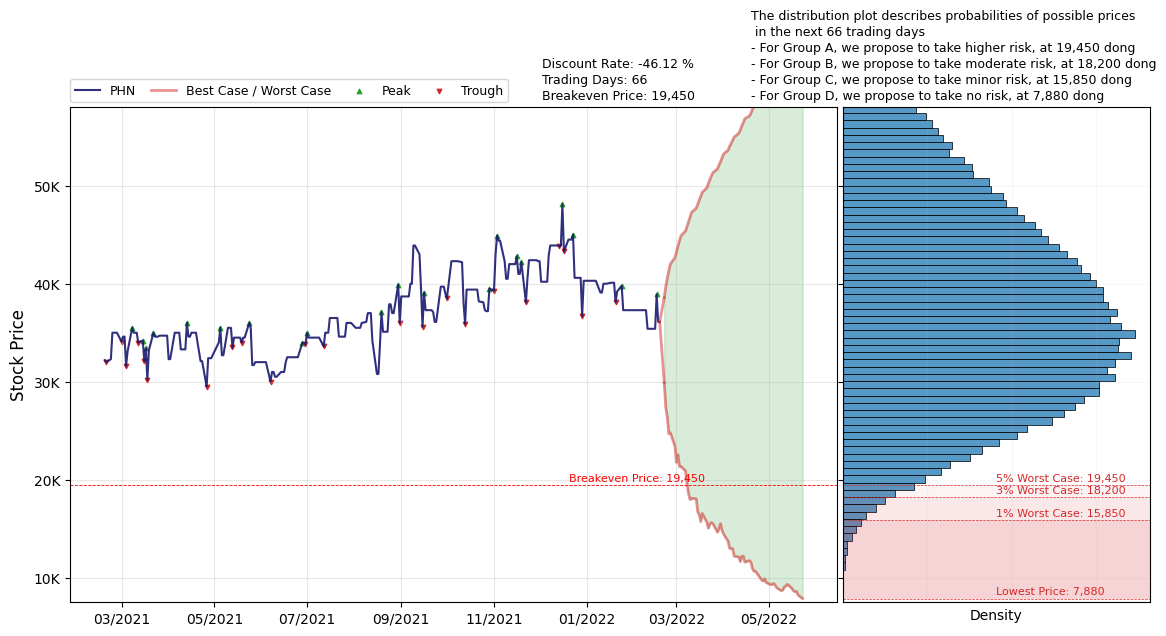 The distribution plot describes probabilities of possible prices
in the next 66 trading days
- For Group A, we propose to take higher risk, at 19,450 dong
- For Group B, we propose to take moderate risk, at 18,200 dong
- For Group C, we propose to take minor risk, at 15,850 dong
- For Group D, we propose to take no risk, at 7,880 dong
Discount Rate: -46.12 %
Trading Days: 66
Breakeven Price: 19,450
PHN
Best Case / Worst Case
Peak
Trough
Stock Price
50K
40K
30K
20K
10K
Breakeven Price: 19,450
5% Worst Case: 19,450
3% Worst Case: 18,200
1% Worst Case: 15,850
Lowest Price: 7,880
03/2021
05/2021
07/2021
09/2021
11/2021
01/2022
03/2022
05/2022
Density